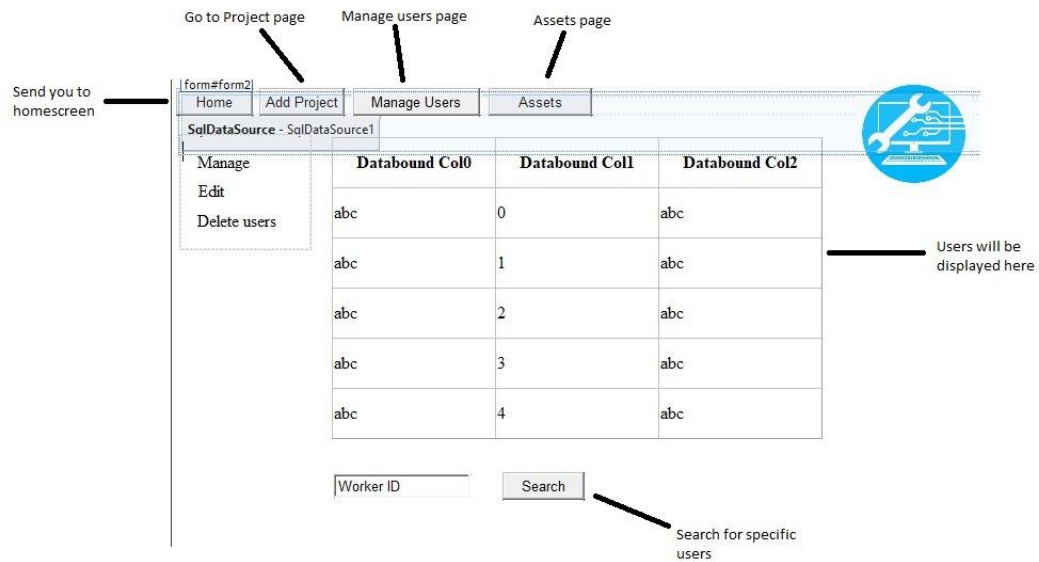 Go to Project page
Manage users page
Assets page
Send you to
homescreen
form#form2
Home
Add Project
Manage Users
Assets
SqlDataSource - SqlDataSource1
Manage
Edit
Delete users
Databound Col0 Databound Col1 Databound Col2
abc 0 abc
abc 1 abc
abc 2 abc
abc 3 abc
abc 4 abc
Users will be
displayed here
Worker ID
Search
Search for specific
users